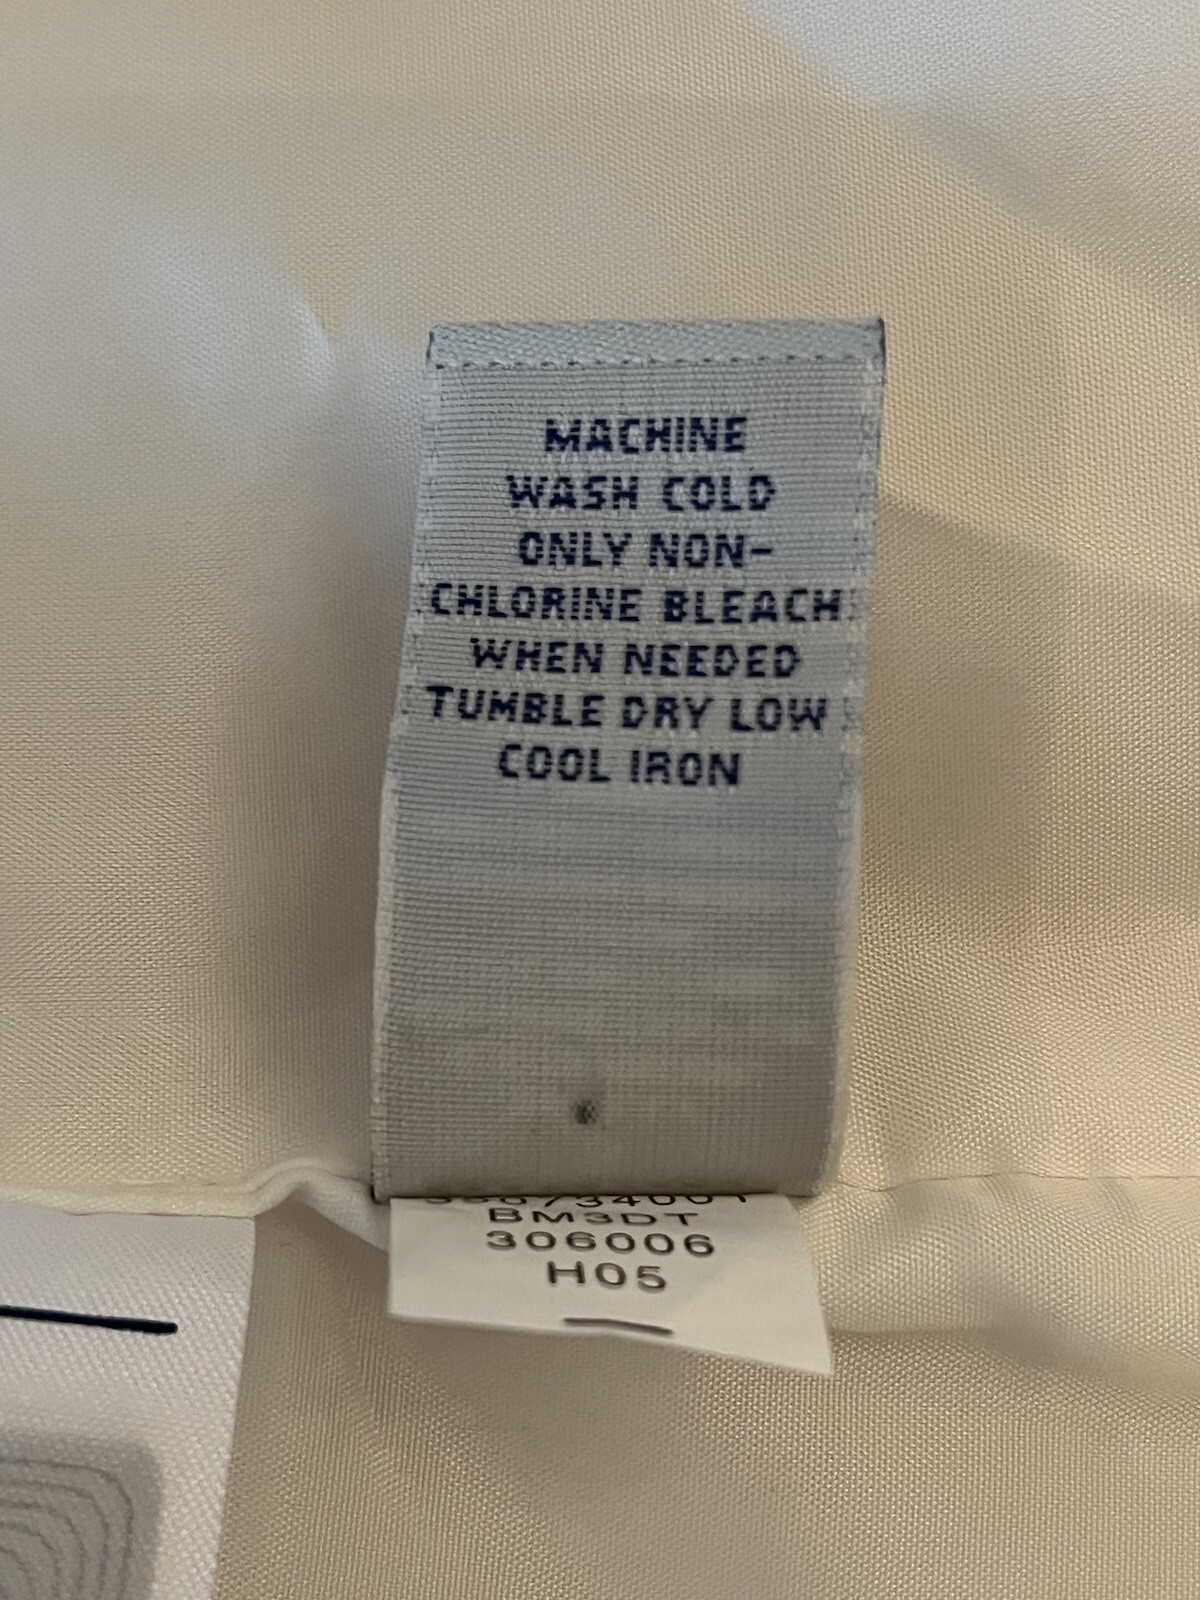 MACHINE
WASH COLD
ONLY NON-
CHLORINE BLEACH
WHEN NEEDED
TUMBLE DRY LOW
COOL IRON
BM3DT
306006
H05